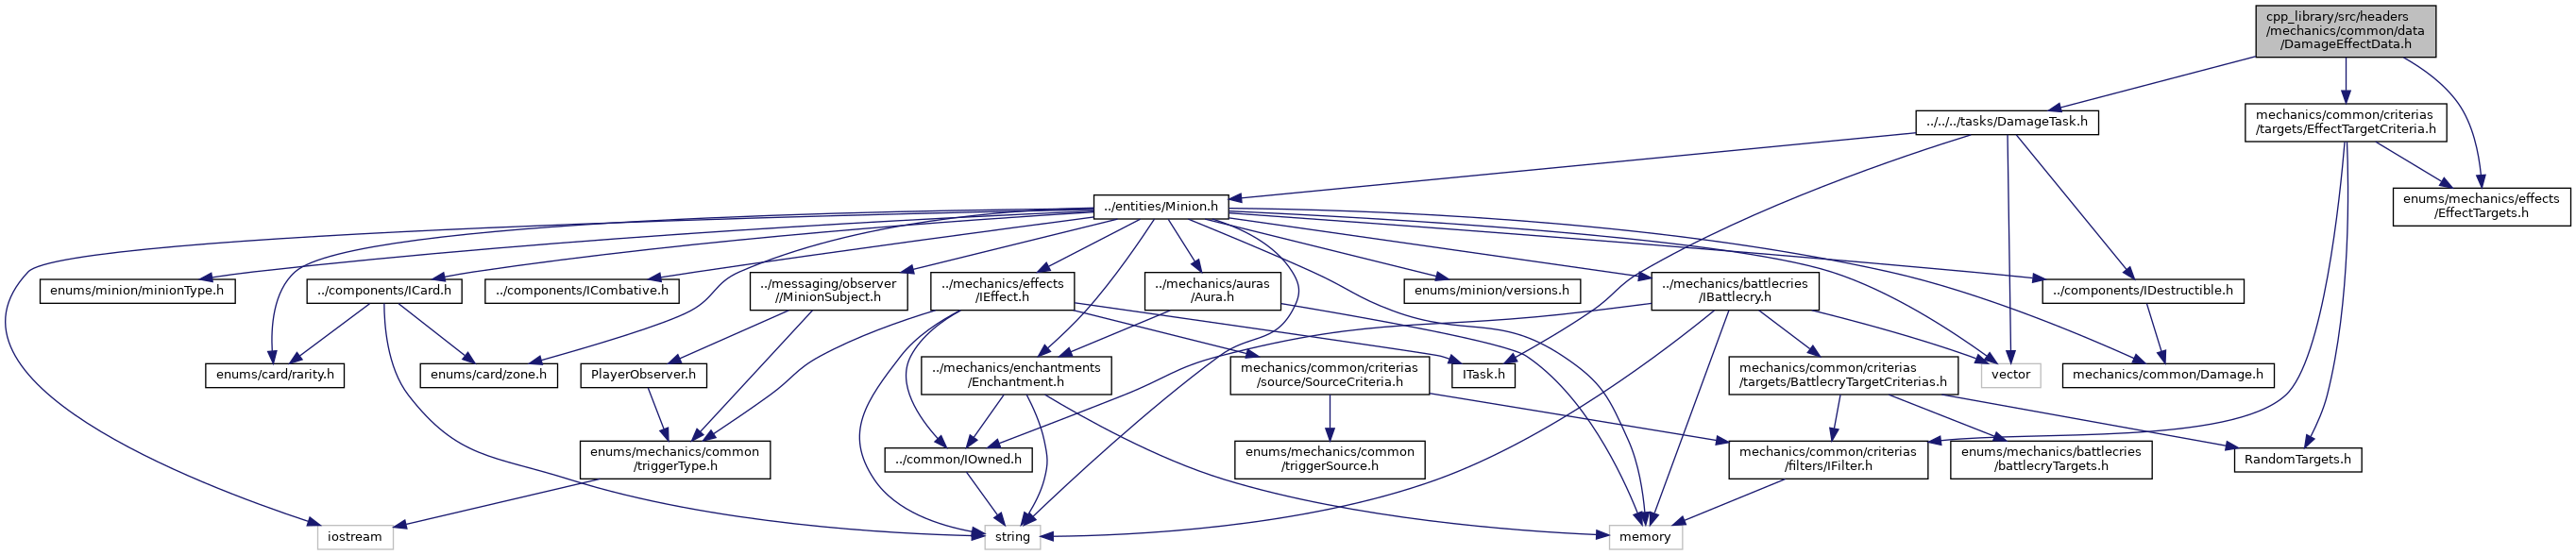 cpp_library/src/headers
/mechanics/common/data
/DamageEffectData.h
../../../tasks/DamageTask.h
mechanics/common/criterias
/targets/EffectTargetCriteria.h
../entities/Minion.h
enums/mechanics/effects
/EffectTargets.h
enums/minion/minionType.h
../components/ICard.h
../components/ICombative.h
../messaging/observer
//MinionSubject.h
../mechanics/effects
/IEffect.h
../mechanics/auras
/Aura.h
enums/minion/versions.h
../mechanics/battlecries
/IBattlecry.h
../components/IDestructible.h
enums/card/rarity.h
enums/card/zone.h
PlayerObserver.h
../mechanics/enchantments
/Enchantment.h
mechanics/common/criterias
/source/SourceCriteria.h
ITask.h
mechanics/common/criterias
/targets/BattlecryTargetCriterias.h
vector
mechanics/common/Damage.h
enums/mechanics/common
/triggerType.h
../common/IOwned.h
enums/mechanics/common
/triggerSource.h
mechanics/common/criterias
/filters/IFilter.h
enums/mechanics/battlecries
/battlecryTargets.h
RandomTargets.h
iostream
string
memory